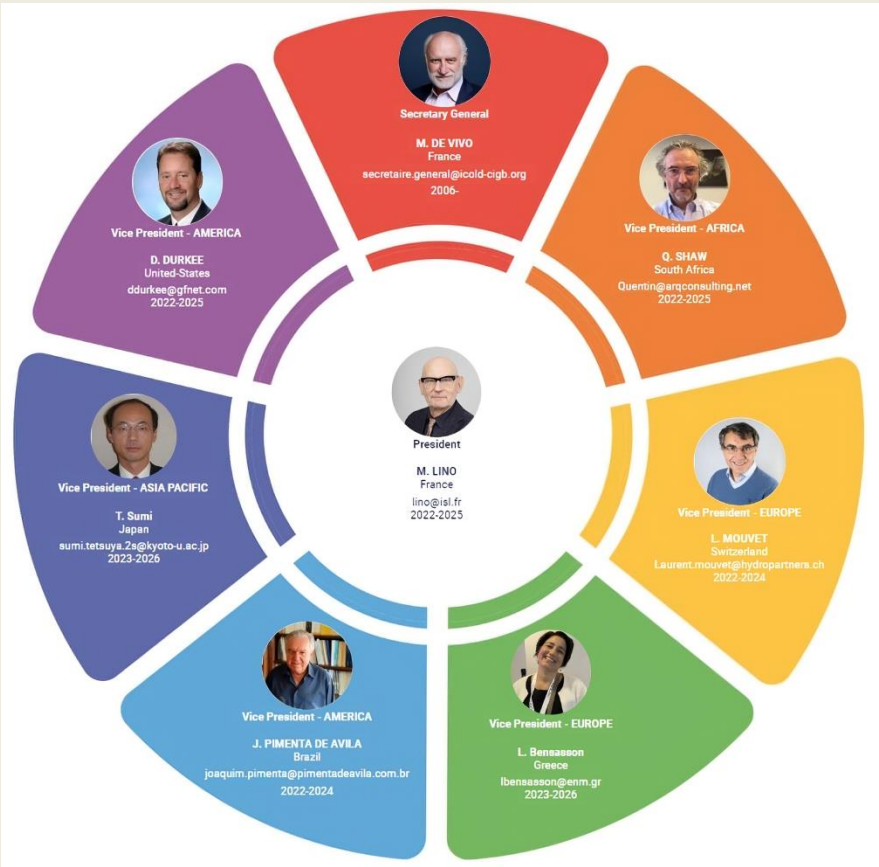 Secretary General
M. DE VIVO
France
secretaire.general@icold-cigb.org
2006-
Vice President - AFRICA
Q. SHAW
South Africa
Quentin@arqconsulting.net
2022-2025
Vice President - EUROPE
L. MOUVET
Switzerland
Laurent.mouvet@hydropartners.ch
2022-2024
Vice President - EUROPE
L. Bensasson
Greece
lbensasson@enm.gr
2023-2026
Vice President - AMERICA
J. PIMENTA DE AVILA
Brazil
joaquim.pimenta@pimentadeavila.com.br
2022-2024
Vice President - ASIA PACIFIC
T. Sumi
Japan
sumi.tetsuya.2s@kyoto-u.ac.jp
2023-2026
Vice President - AMERICA
D. DURKEE
United-States
ddurkee@gfnet.com
2022-2025
President
M. LINO
France
lino@isl.fr
2022-2025